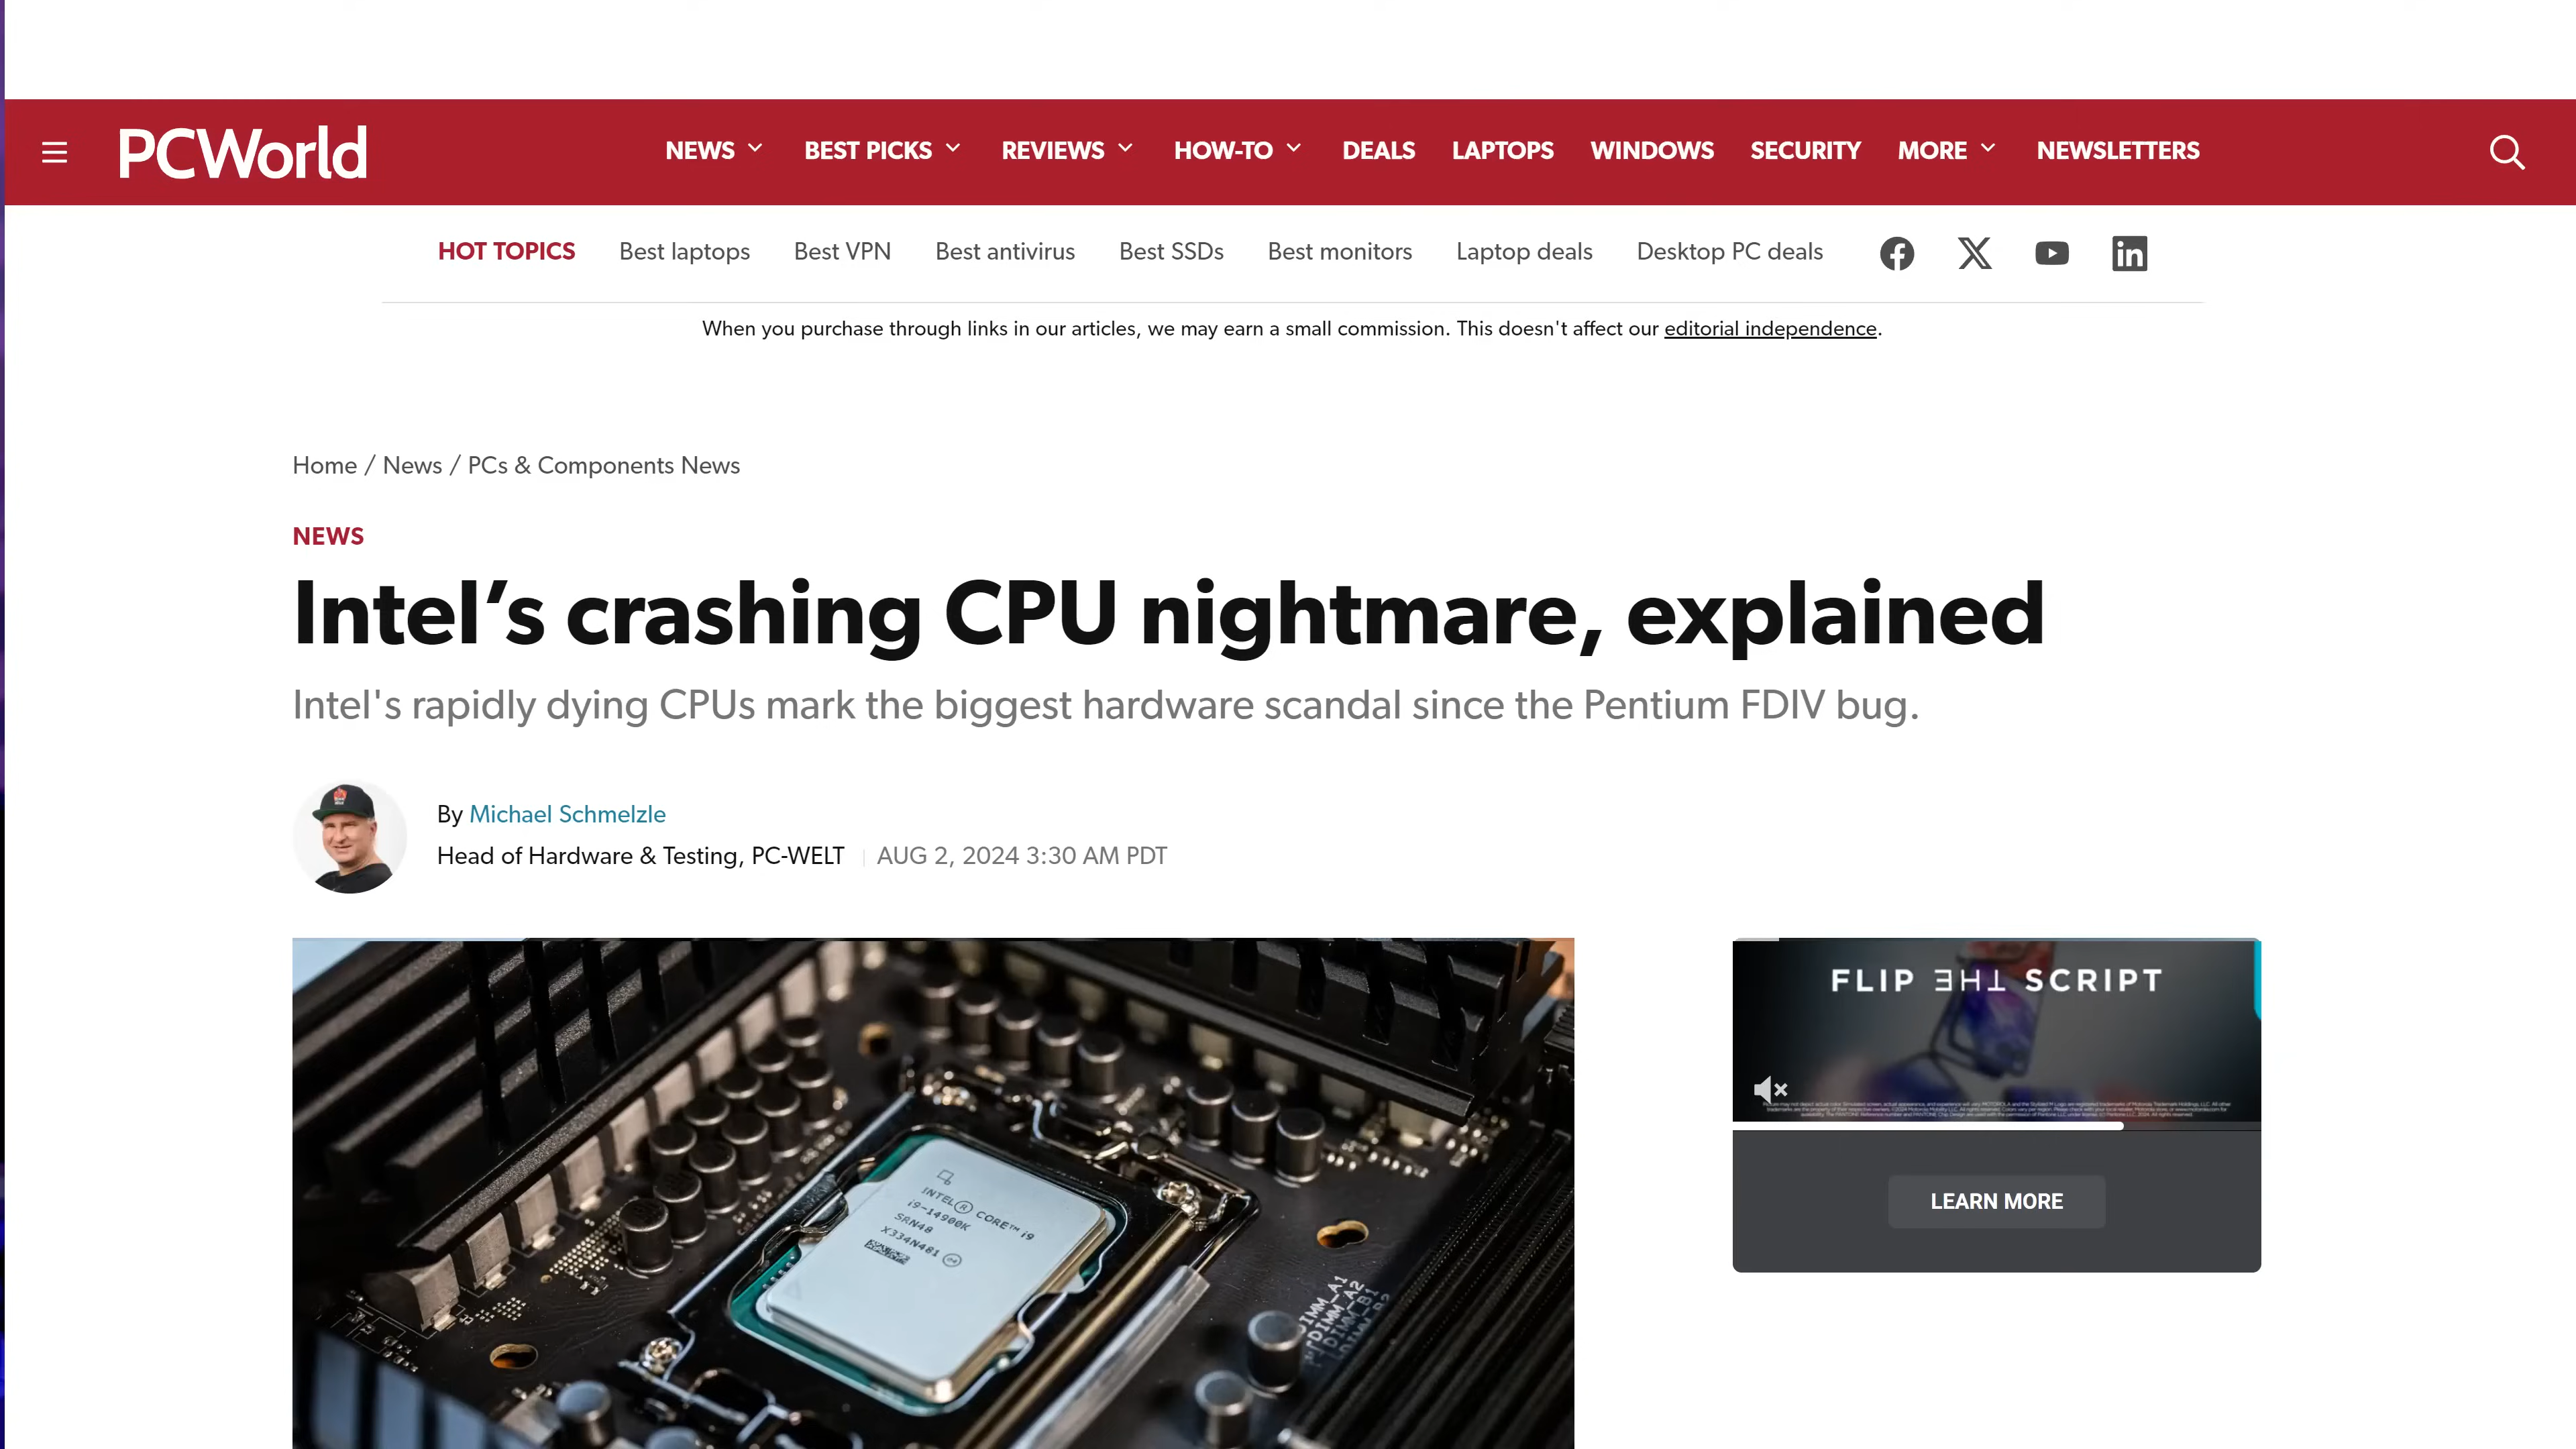 PCWorld
NEWS BEST PICKS REVIEWS HOW-TO DEALS LAPTOPS WINDOWS SECURITY MORE NEWSLETTERS
HOT TOPICS Best laptops Best VPN Best antivirus Best SSDs Best monitors Laptop deals Desktop PC deals
When you purchase through links in our articles, we may earn a small commission. This doesn't affect our editorial independence.
Home / News / PCs & Components News
NEWS
Intel’s crashing CPU nightmare, explained
Intel's rapidly dying CPUs mark the biggest hardware scandal since the Pentium FDIV bug.
By Michael Schmelzle
Head of Hardware & Testing, PC-WELT | AUG 2, 2024 3:30 AM PDT
FLIP THE SCRIPT
LEARN MORE
INTEL® CORE™ i9
i9-14900K
SRN48
X334N481
DIMM_A1
DIMM_A2
DIMM_B1